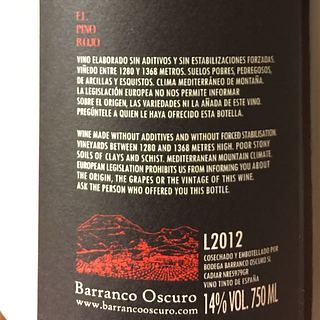 EL
PINO
ROJO
VINO ELABORADO SIN ADITIVOS Y SIN ESTABILIZACIONES FORZADAS.
VIÑEDO ENTRE 1280 Y 1368 METROS. SUELOS POBRES, PEDREGOSOS,
DE ARCILLAS Y ESQUISTOS. CLIMA MEDITERRÁNEO DE MONTAÑA.
LA LEGISLACIÓN EUROPEA NO NOS PERMITE INFORMAR
SOBRE EL ORIGEN, LAS VARIEDADES NI LA AÑADA DE ESTE VINO.
PREGÚNTELE A QUIEN LE HAYA OFRECIDO ESTA BOTELLA.
WINE MADE WITHOUT ADDITIVES AND WITHOUT FORCED STABILISATION.
VINEYARDS BETWEEN 1280 AND 1368 METRES HIGH. POOR STONY
SOILS OF CLAYS AND SCHIST. MEDITERRANEAN MOUNTAIN CLIMATE.
EUROPEAN LEGISLATION PROHIBITS US FROM INFORMING YOU ABOUT
THE ORIGIN, THE GRAPES OR THE VINTAGE OF THIS WINE.
ASK THE PERSON WHO OFFERED YOU THIS BOTTLE.
L2012
COSECHADO Y EMBOTELLADO POR
BODEGA BARRANCO OSCURO SL
CADIAR NRE5979GR
VINO TINTO DE ESPAÑA
14% VOL. 750 ML
Barranco Oscuro
www.barrancooscuro.com